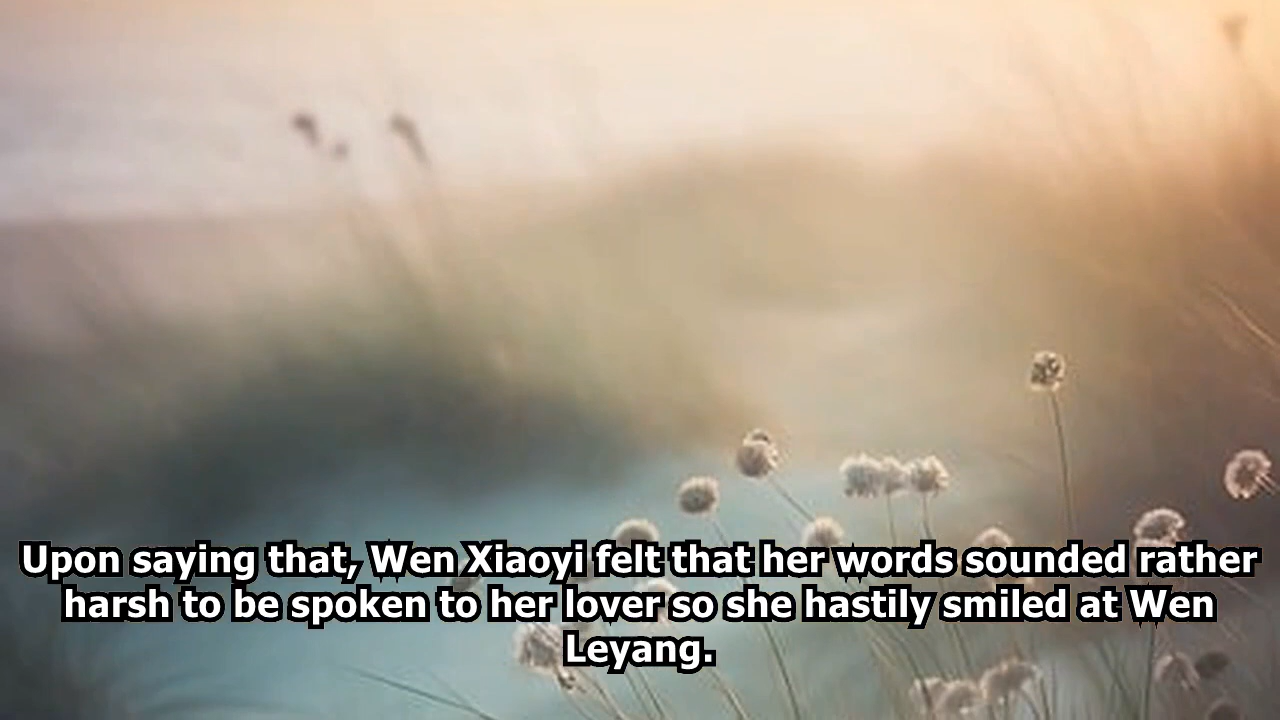 Upon saying that, Wen Xiaoyi felt that her words sounded rather
harsh to be spoken to her lover so she hastily smiled at Wen
Leyang.